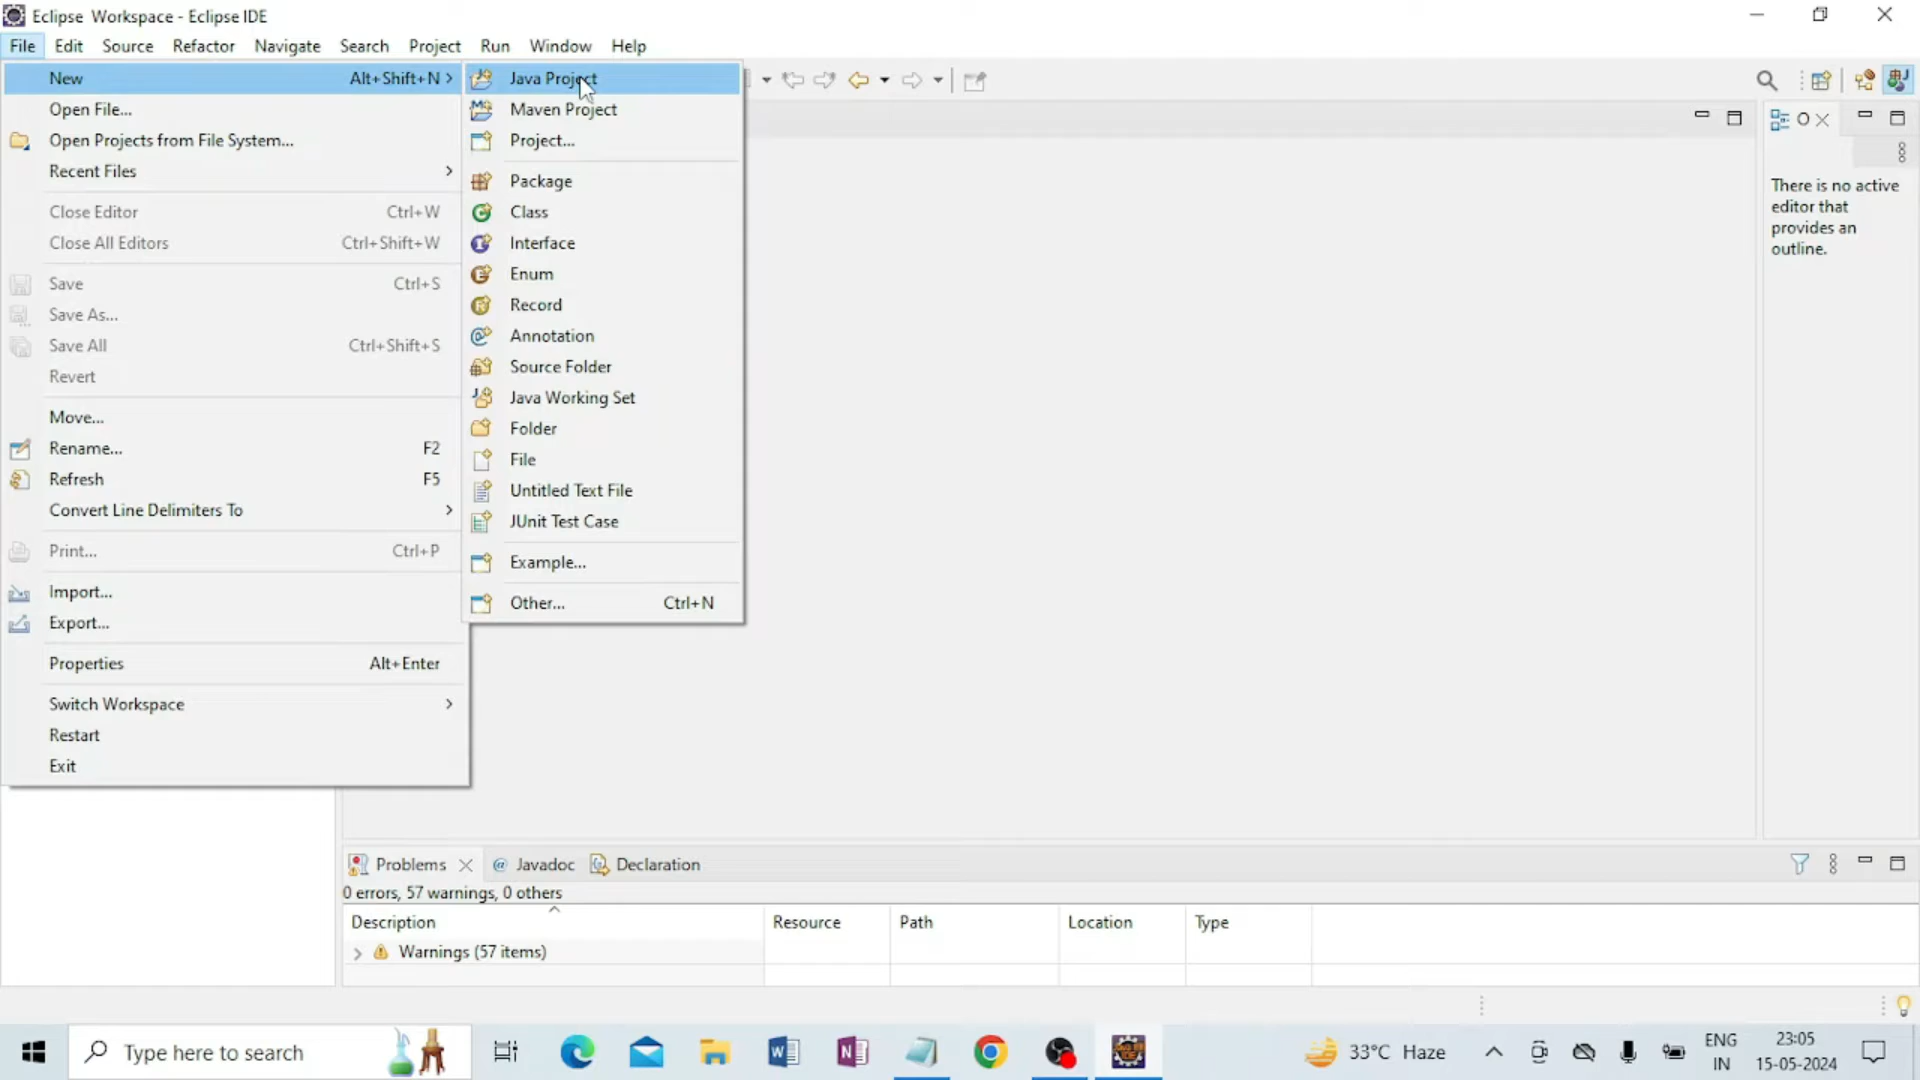 Eclipse Workspace - Eclipse IDE
File Edit Source Refactor Navigate Search Project Run Window Help
New Alt+Shift+N
Open File...
Open Projects from File System...
Recent Files
Close Editor Ctrl+W
Close All Editors Ctrl+Shift+W
Save Ctrl+S
Save As...
Save All Ctrl+Shift+S
Revert
Move...
Rename... F2
Refresh F5
Convert Line Delimiters To
Print... Ctrl+P
Import...
Export...
Properties Alt+Enter
Switch Workspace
Restart
Exit
Java Project
Maven Project
Project...
Package
Class
Interface
Enum
Record
Annotation
Source Folder
Java Working Set
Folder
File
Untitled Text File
JUnit Test Case
Example...
Other... Ctrl+N
O
There is no active
editor that
provides an
outline.
Problems Javadoc Declaration
0 errors, 57 warnings, 0 others
Description Resource Path Location Type
Warnings (57 items)
Type here to search
33°C Haze
ENG
IN
23:05
15-05-2024